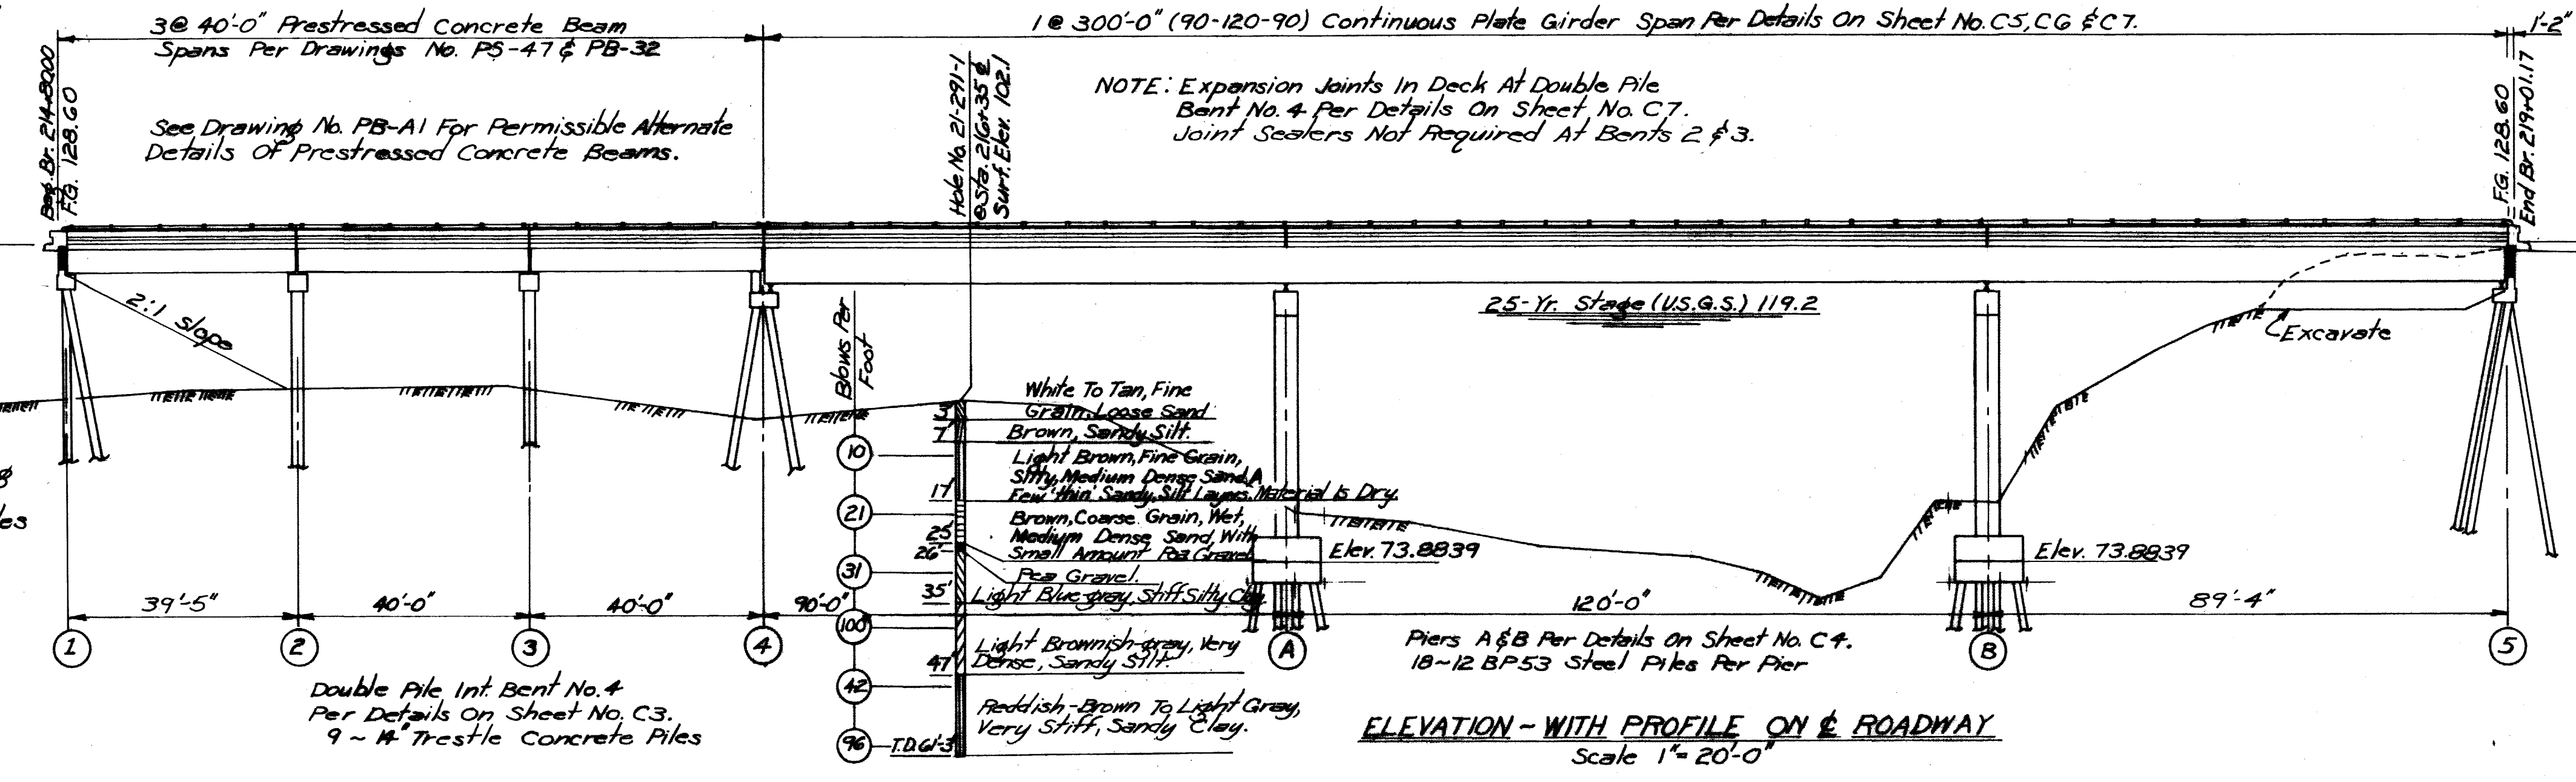 3@ 40'-0" Prestressed Concrete Beam
Spans Per Drawings No. PS-47 & PB-32
1@ 300'-0" (90-120-90) Continuous Plate Girder Span Per Details On Sheet No. C5, C6 & C7.
1'-2"
Beg. Br. 214+80.00
F.G. 128.60
See Drawing No. PB-A1 For Permissible Alternate
Details Of Prestressed Concrete Beams.
Hole No. 21-291-1
@ Sta. 216+35 ℄
Surf. Elev. 102.1
NOTE: Expansion Joints In Deck At Double Pile
Bent No. 4 Per Details On Sheet No. C7.
Joint Sealers Not Required At Bents 2 & 3.
F.G. 128.60
End Br. 219+01.17
2:1 slope
Blows Per
Foot
25-Yr. Stage (U.S.G.S.) 119.2
Excavate
White To Tan, Fine
3' Grain, Loose Sand
7' Brown, Sandy Silt.
10
Light Brown, Fine Grain,
Silty, Medium Dense Sand, A
17' Few 'thin' Sandy, Silt Layers. Material Is Dry.
21
Brown, Coarse Grain, Wet,
25' Medium Dense Sand, With
26' Small Amount Pea Gravel
Elev. 73.8839
Elev. 73.8839
31
Pea Gravel.
35' Light Blue-gray, Stiff Silty Clay
39'-5"
40'-0"
40'-0"
90'-0"
120'-0"
89'-4"
100
Light Brownish-gray, Very
47' Dense, Sandy Silt.
1
2
3
4
A
B
5
Piers A & B Per Details On Sheet No. C4.
18~12 BP53 Steel Piles Per Pier
42
Double Pile Int. Bent No. 4
Per Details On Sheet No. C3.
9 ~ 14" Trestle Concrete Piles
Reddish-Brown To Light Gray,
Very Stiff, Sandy Clay.
96
T.D. 61'-3"
ELEVATION ~ WITH PROFILE ON ℄ ROADWAY
Scale 1" = 20'-0"